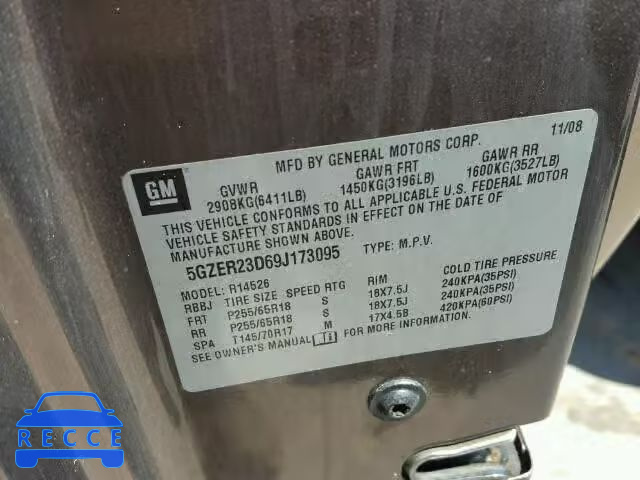 MFD BY GENERAL MOTORS CORP. 11/08
GM GVWR GAWR FRT GAWR RR
2908KG(6411LB) 1450KG(3196LB) 1600KG(3527LB)
THIS VEHICLE CONFORMS TO ALL APPLICABLE U.S. FEDERAL MOTOR
VEHICLE SAFETY STANDARDS IN EFFECT ON THE DATE OF
MANUFACTURE SHOWN ABOVE.
5GZER23D69J173095 TYPE: M.P.V.
MODEL: R14526
RBBJ TIRE SIZE SPEED RTG RIM COLD TIRE PRESSURE
FRT P255/65R18 S 18X7.5J 240KPA(35PSI)
RR P255/65R18 S 18X7.5J 240KPA(35PSI)
SPA T145/70R17 M 17X4.5B 420KPA(60PSI)
SEE OWNER'S MANUAL
RECCE